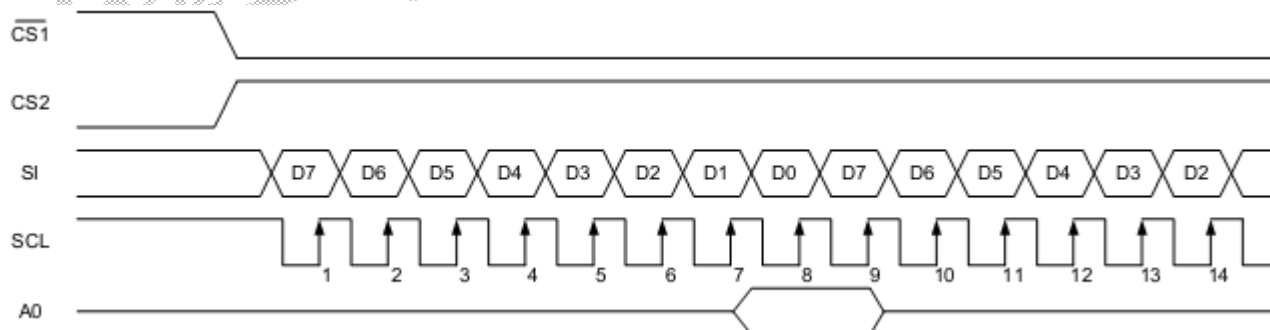 CS1
CS2
SI D7 D6 D5 D4 D3 D2 D1 D0 D7 D6 D5 D4 D3 D2
SCL 1 2 3 4 5 6 7 8 9 10 11 12 13 14
A0